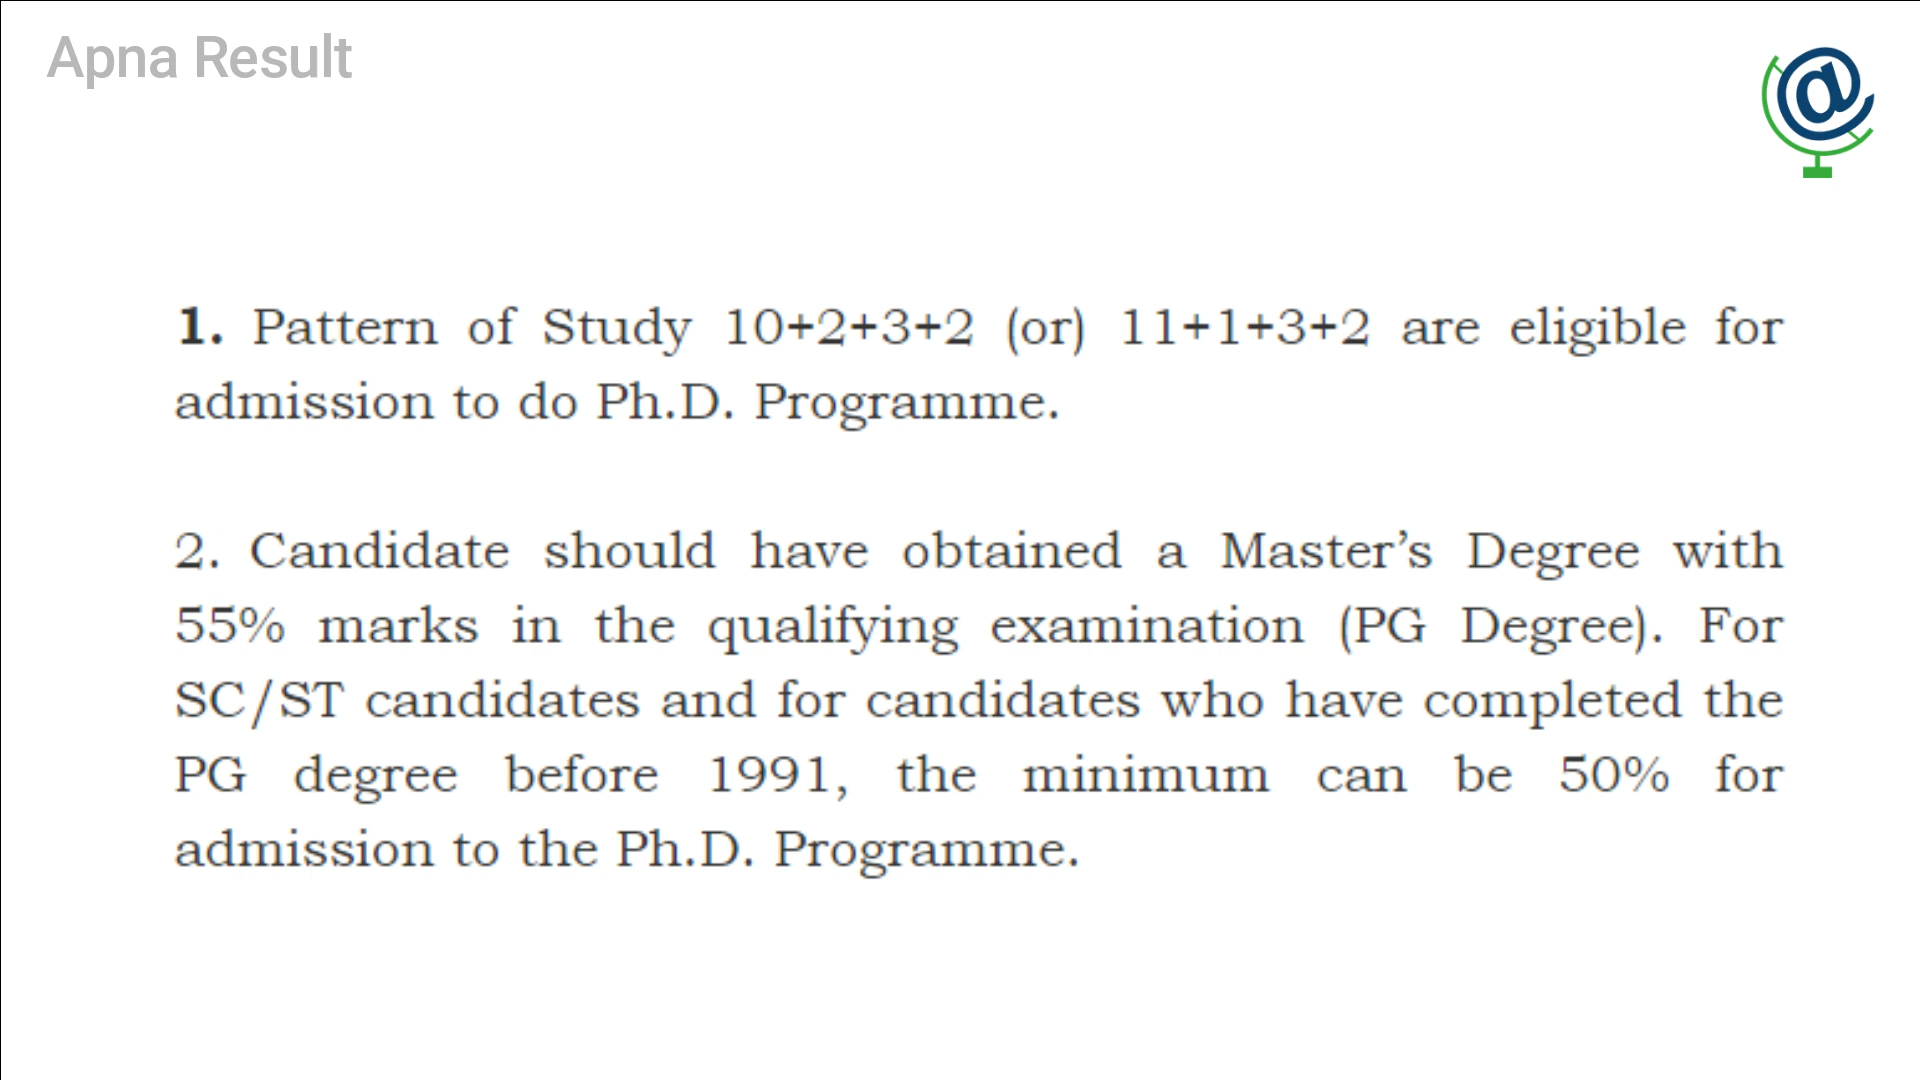 Apna Result
1. Pattern of Study 10+2+3+2 (or) 11+1+3+2 are eligible for
admission to do Ph.D. Programme.
2. Candidate should have obtained a Master’s Degree with
55% marks in the qualifying examination (PG Degree). For
SC/ST candidates and for candidates who have completed the
PG degree before 1991, the minimum can be 50% for
admission to the Ph.D. Programme.